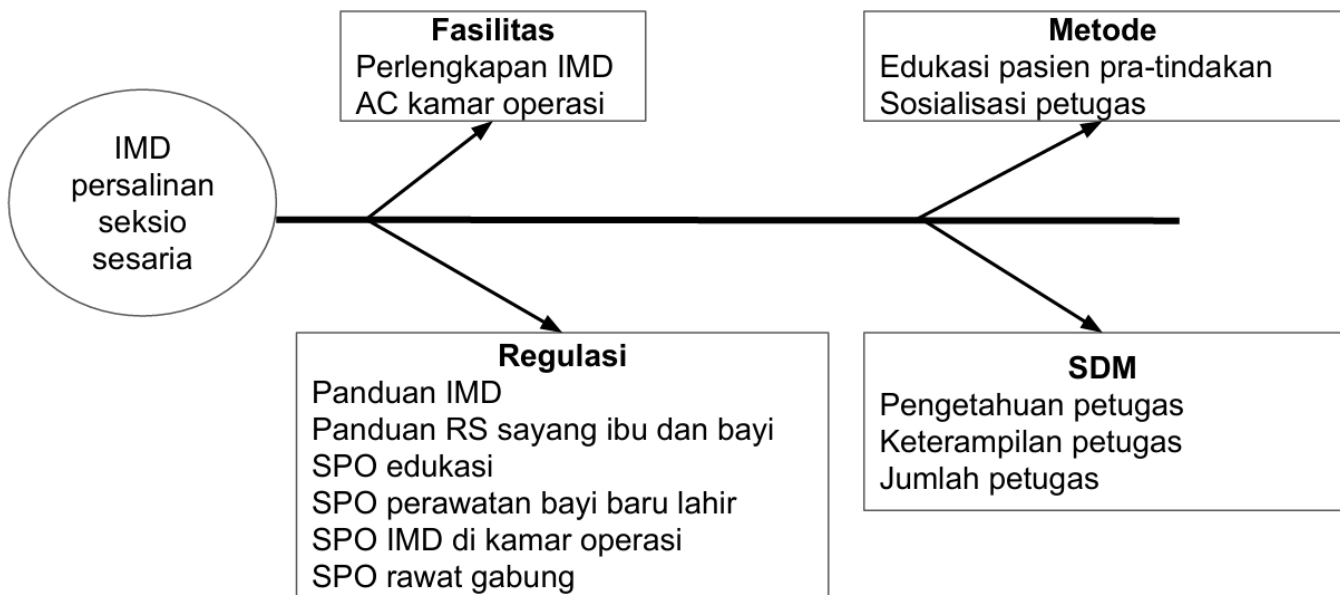 IMD
persalinan
seksio
sesaria
Fasilitas
Perlengkapan IMD
AC kamar operasi
Metode
Edukasi pasien pra-tindakan
Sosialisasi petugas
Regulasi
Panduan IMD
Panduan RS sayang ibu dan bayi
SPO edukasi
SPO perawatan bayi baru lahir
SPO IMD di kamar operasi
SPO rawat gabung
SDM
Pengetahuan petugas
Keterampilan petugas
Jumlah petugas